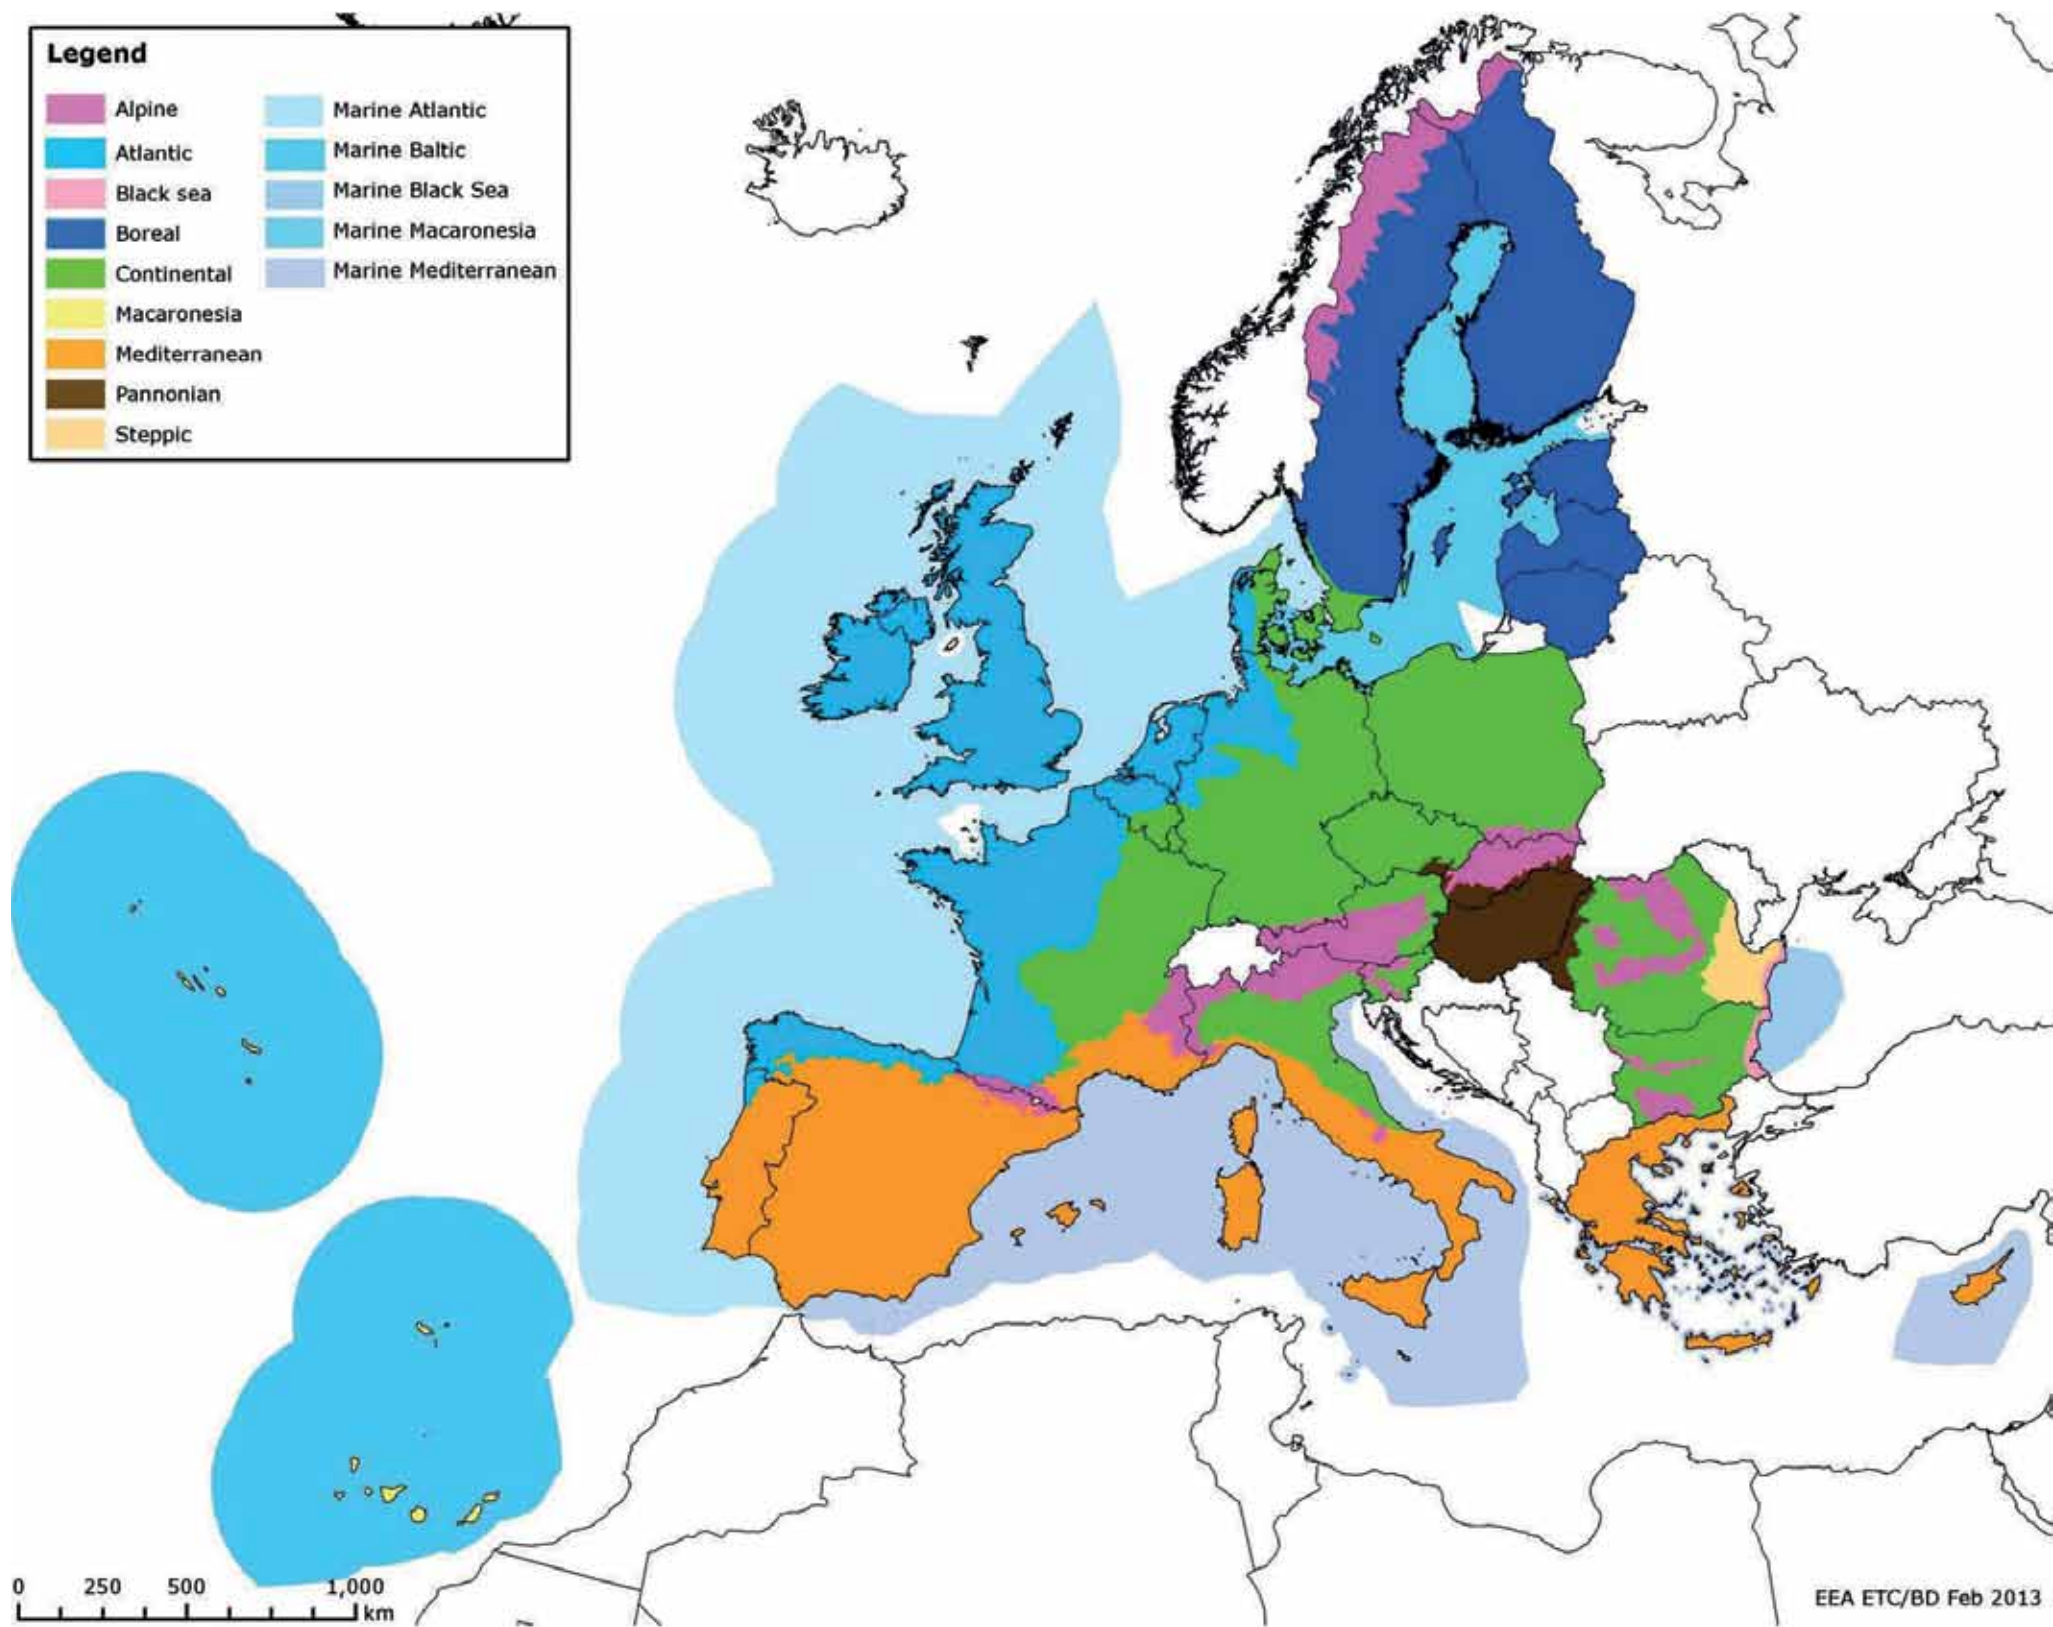 Legend
Alpine
Atlantic
Black sea
Boreal
Continental
Macaronesia
Mediterranean
Pannonian
Steppic
Marine Atlantic
Marine Baltic
Marine Black Sea
Marine Macaronesia
Marine Mediterranean
0 250 500 1,000
km
EEA ETC/BD Feb 2013